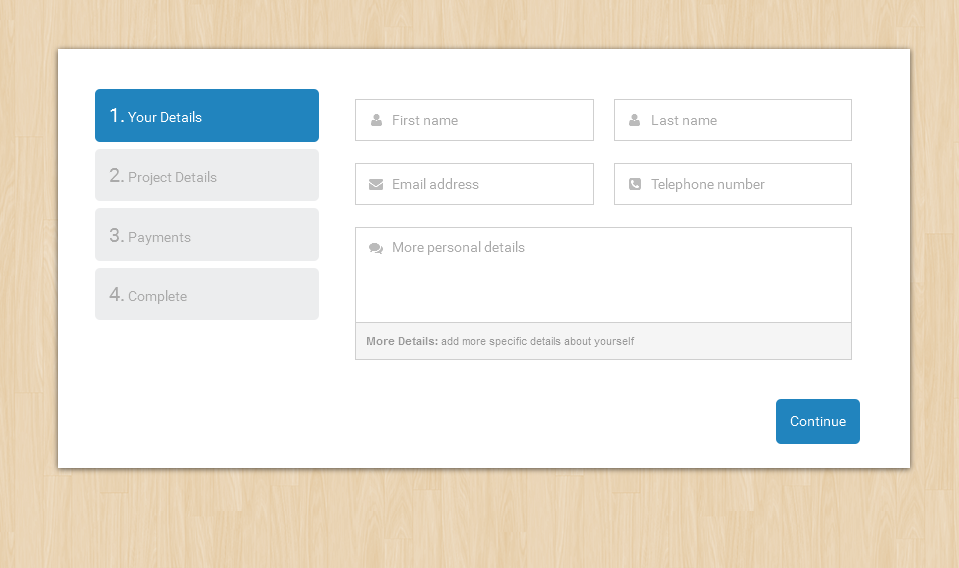 1. Your Details
2. Project Details
3. Payments
4. Complete
First name
Last name
Email address
Telephone number
More personal details
More Details: add more specific details about yourself
Continue